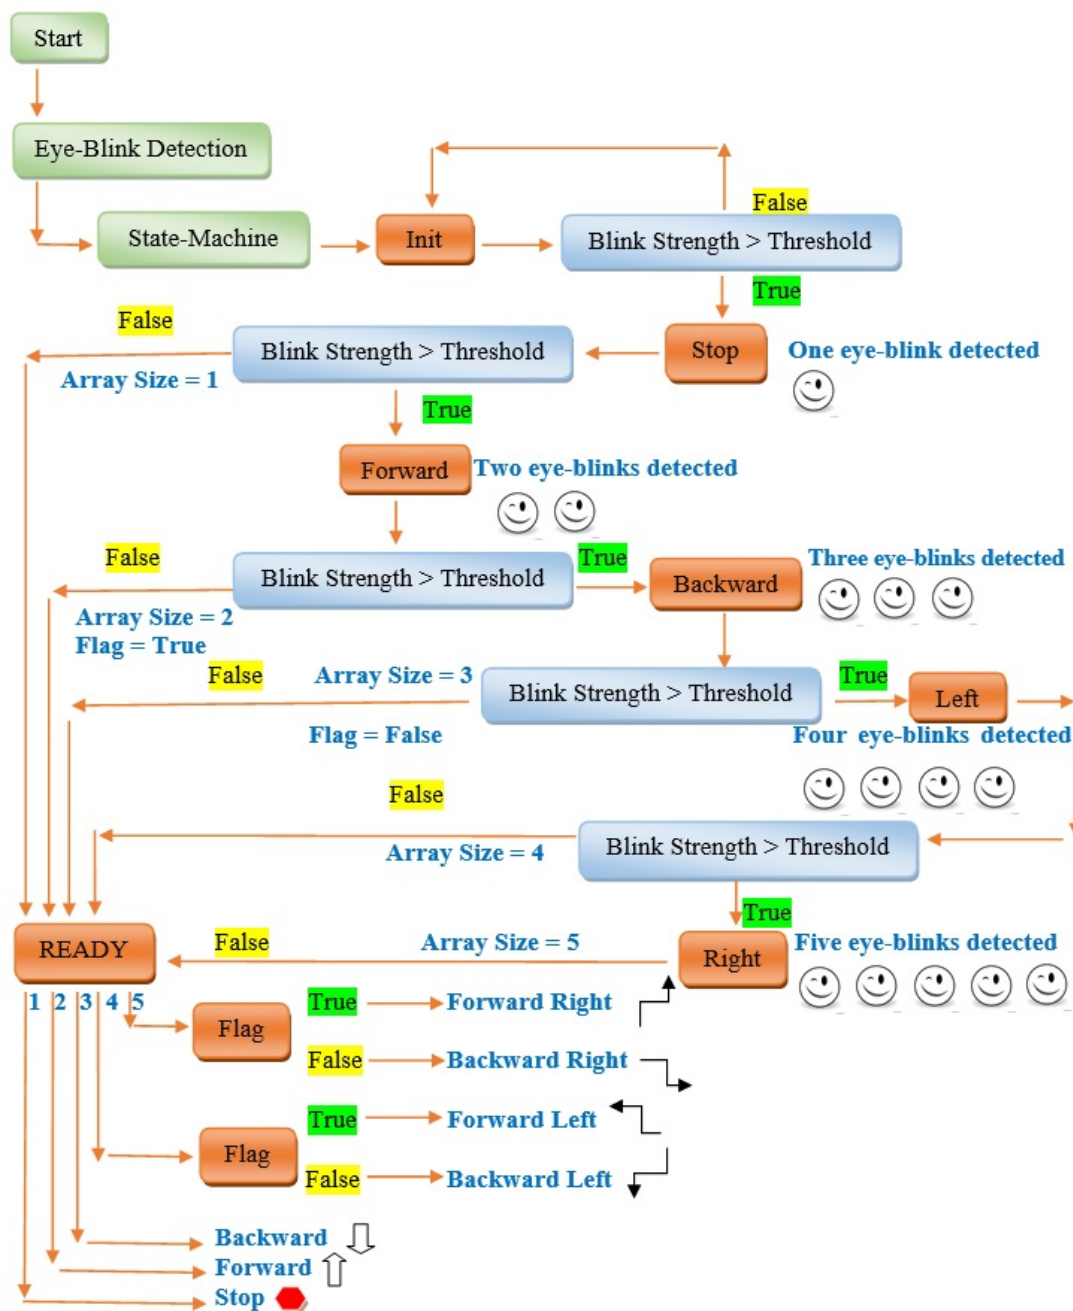 Start
Eye-Blink Detection
State-Machine
Init
False
Blink Strength > Threshold
True
False
Blink Strength > Threshold
Stop
One eye-blink detected
Array Size = 1
True
Forward
Two eye-blinks detected
False
Blink Strength > Threshold
True
Backward
Three eye-blinks detected
Array Size = 2
Flag = True
False
Array Size = 3
Blink Strength > Threshold
True
Left
Flag = False
Four eye-blinks detected
False
Blink Strength > Threshold
Array Size = 4
True
READY
False
Array Size = 5
Right
Five eye-blinks detected
1 2 3 4 5
Flag
True
Forward Right
False
Backward Right
Flag
True
Forward Left
False
Backward Left
Backward
Forward
Stop